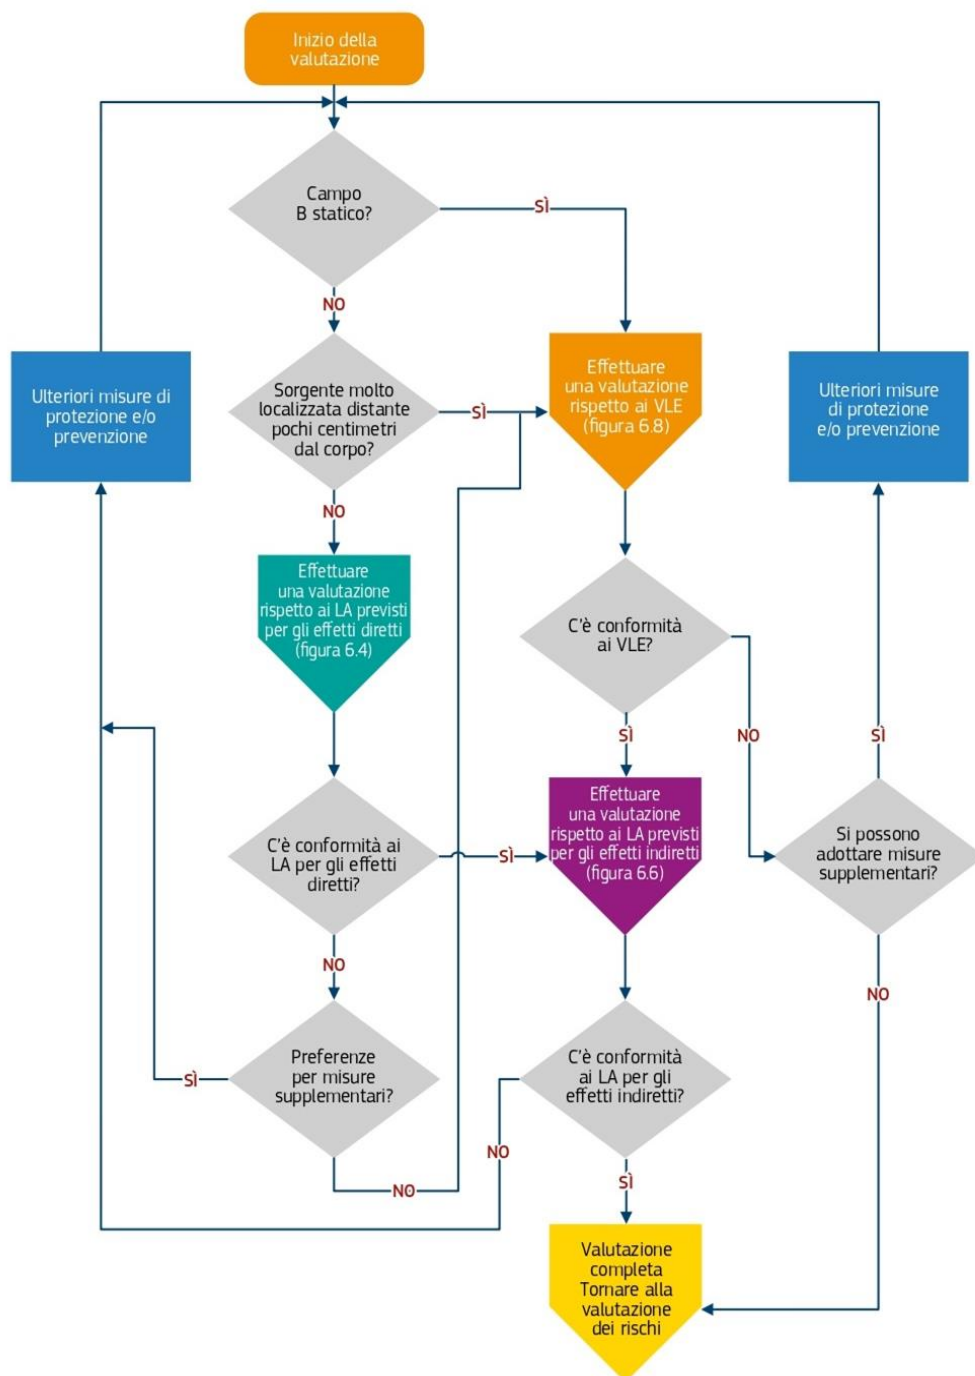 Inizio della
valutazione
Campo
B statico?
SÌ
NO
Ulteriori misure di
protezione e/o
prevenzione
Sorgente molto
localizzata distante
pochi centimetri
dal corpo?
SÌ
Effettuare
una valutazione
rispetto ai VLE
(figura 6.8)
Ulteriori misure
di protezione
e/o prevenzione
NO
Effettuare
una valutazione
rispetto ai LA previsti
per gli effetti diretti
(figura 6.4)
C'è conformità
ai VLE?
SÌ
NO
SÌ
C'è conformità ai
LA per gli effetti
diretti?
SÌ
Effettuare
una valutazione
rispetto ai LA previsti
per gli effetti indiretti
(figura 6.6)
Si possono
adottare misure
supplementari?
NO
NO
Preferenze
per misure
supplementari?
SÌ
C'è conformità
ai LA per gli
effetti indiretti?
NO
NO
SÌ
Valutazione
completa
Tornare alla
valutazione
dei rischi